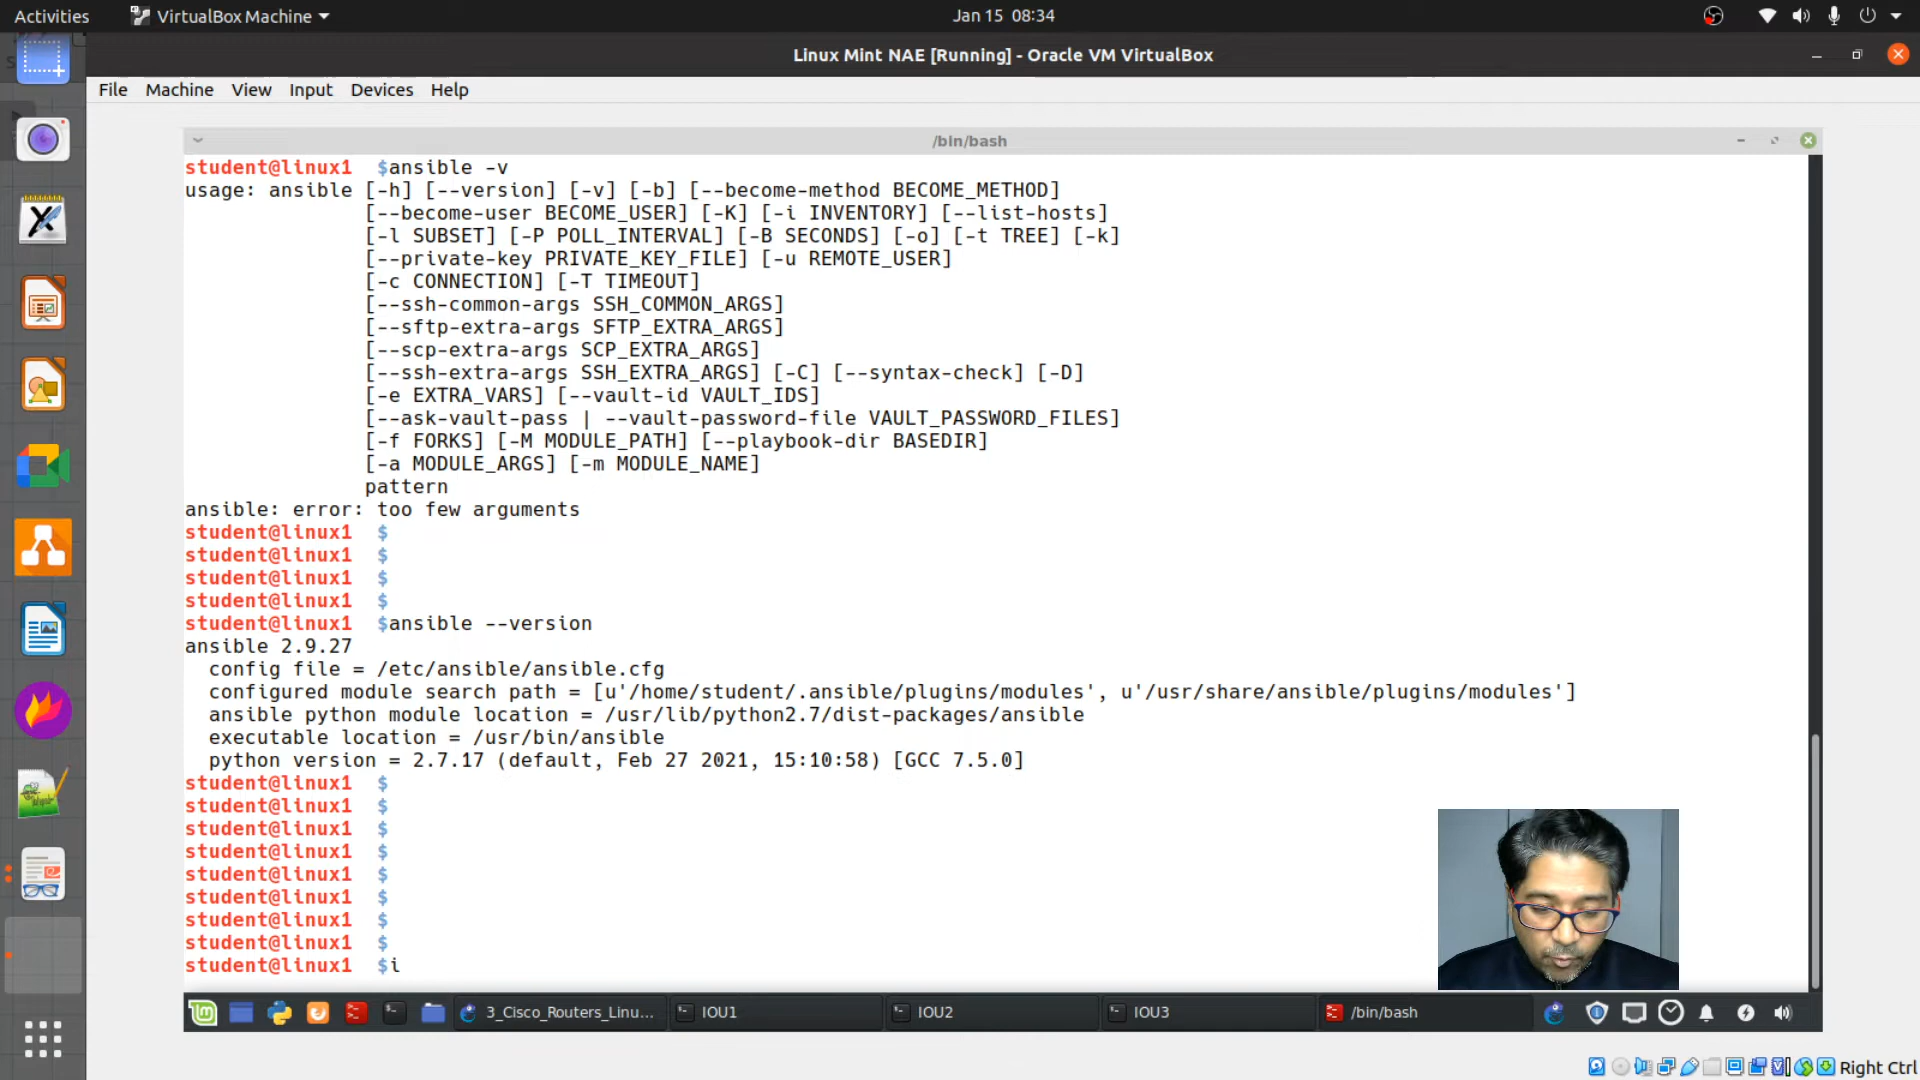 Activities VirtualBox Machine Jan 15 08:34
Linux Mint NAE [Running] - Oracle VM VirtualBox
File Machine View Input Devices Help
/bin/bash
student@linux1 $ansible -v
usage: ansible [-h] [--version] [-v] [-b] [--become-method BECOME_METHOD]
[--become-user BECOME_USER] [-K] [-i INVENTORY] [--list-hosts]
[-l SUBSET] [-P POLL_INTERVAL] [-B SECONDS] [-o] [-t TREE] [-k]
[--private-key PRIVATE_KEY_FILE] [-u REMOTE_USER]
[-c CONNECTION] [-T TIMEOUT]
[--ssh-common-args SSH_COMMON_ARGS]
[--sftp-extra-args SFTP_EXTRA_ARGS]
[--scp-extra-args SCP_EXTRA_ARGS]
[--ssh-extra-args SSH_EXTRA_ARGS] [-C] [--syntax-check] [-D]
[-e EXTRA_VARS] [--vault-id VAULT_IDS]
[--ask-vault-pass | --vault-password-file VAULT_PASSWORD_FILES]
[-f FORKS] [-M MODULE_PATH] [--playbook-dir BASEDIR]
[-a MODULE_ARGS] [-m MODULE_NAME]
pattern
ansible: error: too few arguments
student@linux1 $
student@linux1 $
student@linux1 $
student@linux1 $
student@linux1 $ansible --version
ansible 2.9.27
config file = /etc/ansible/ansible.cfg
configured module search path = [u'/home/student/.ansible/plugins/modules', u'/usr/share/ansible/plugins/modules']
ansible python module location = /usr/lib/python2.7/dist-packages/ansible
executable location = /usr/bin/ansible
python version = 2.7.17 (default, Feb 27 2021, 15:10:58) [GCC 7.5.0]
student@linux1 $
student@linux1 $
student@linux1 $
student@linux1 $
student@linux1 $
student@linux1 $
student@linux1 $
student@linux1 $
student@linux1 $i
3_Cisco_Routers_Linu... IOU1 IOU2 IOU3 /bin/bash
Right Ctrl